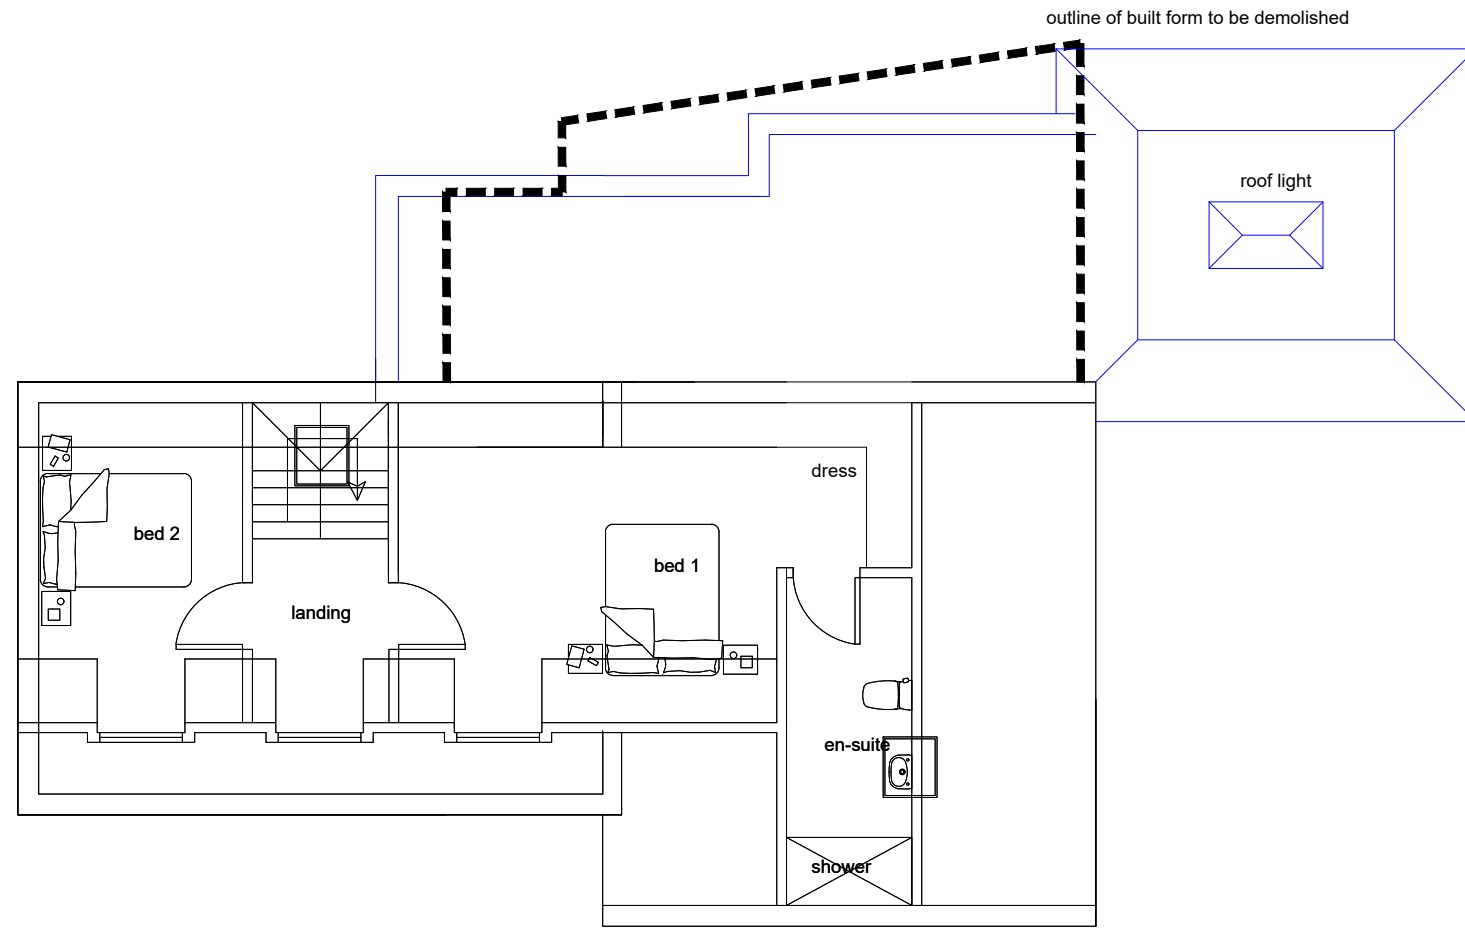 outline of built form to be demolished
roof light
dress
bed 2
bed 1
landing
en-suite
shower